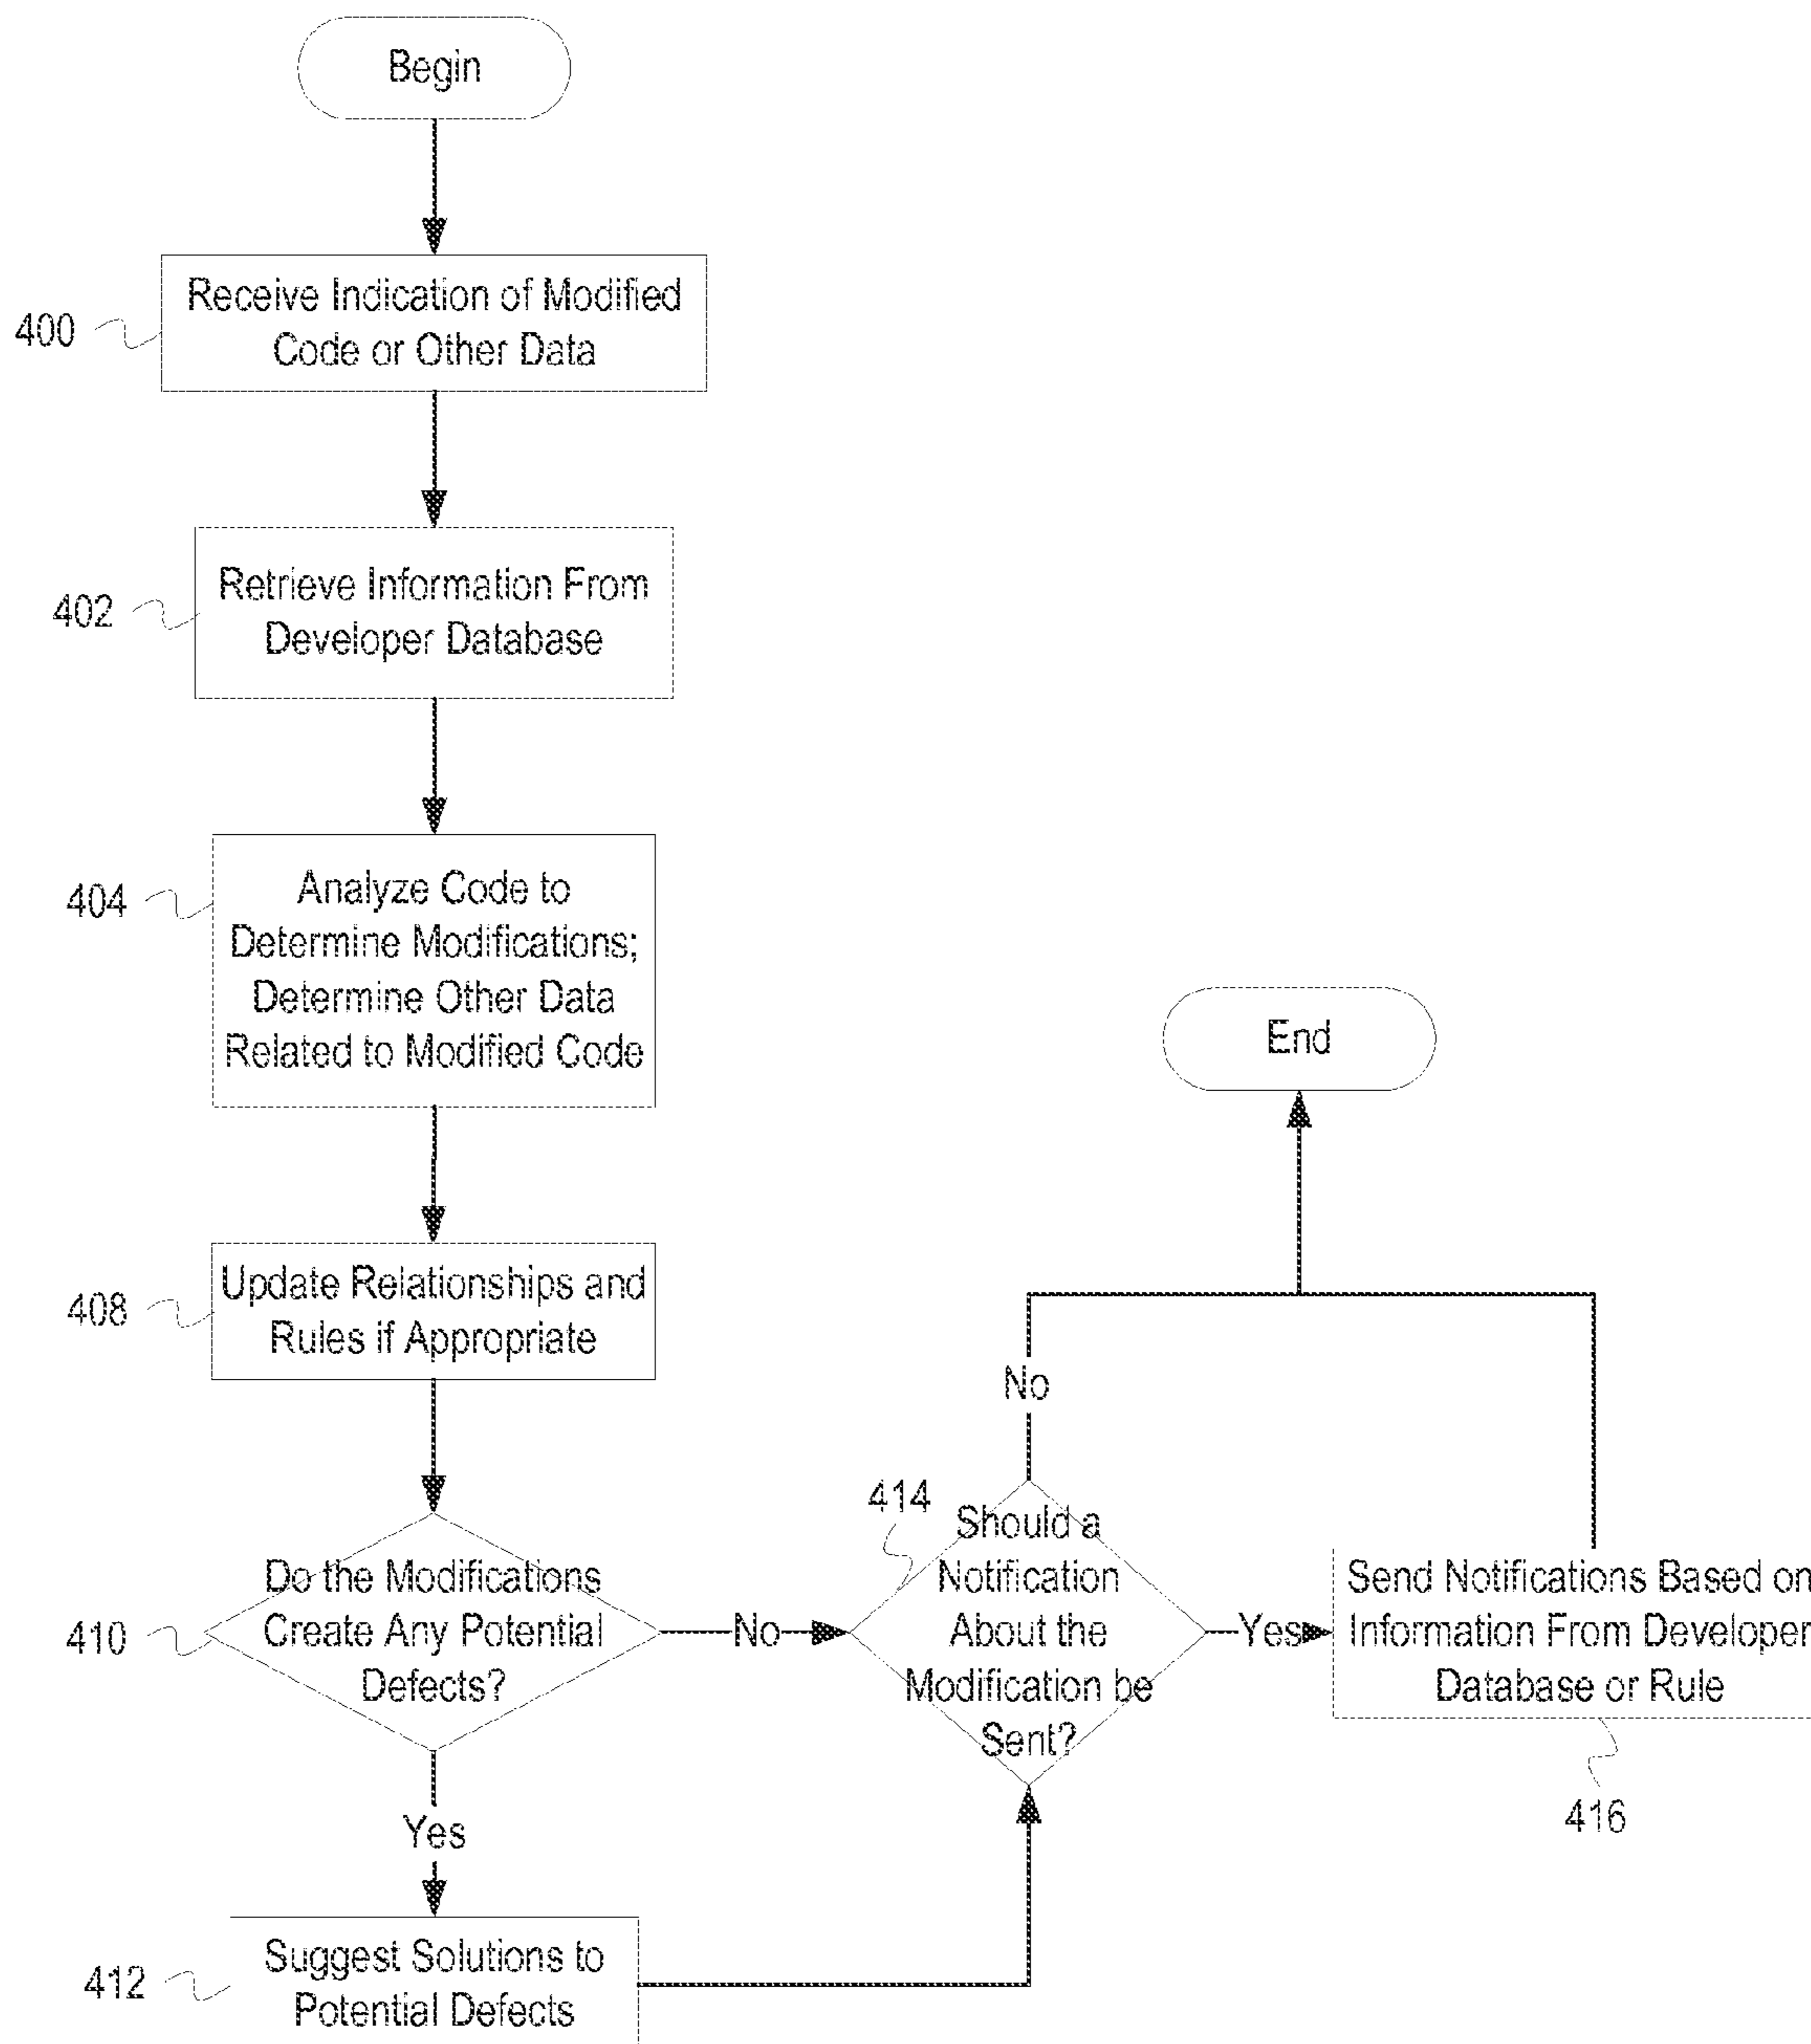 Begin
400
Receive Indication of Modified
Code or Other Data
402
Retrieve Information From
Developer Database
404
Analyze Code to
Determine Modifications;
Determine Other Data
Related to Modified Code
408
Update Relationships and
Rules if Appropriate
410
Do the Modifications
Create Any Potential
Defects?
No
Yes
412
Suggest Solutions to
Potential Defects
414
Should a
Notification
About the
Modification be
Sent?
No
Yes
Send Notifications Based on
Information From Developer
Database or Rule
416
End